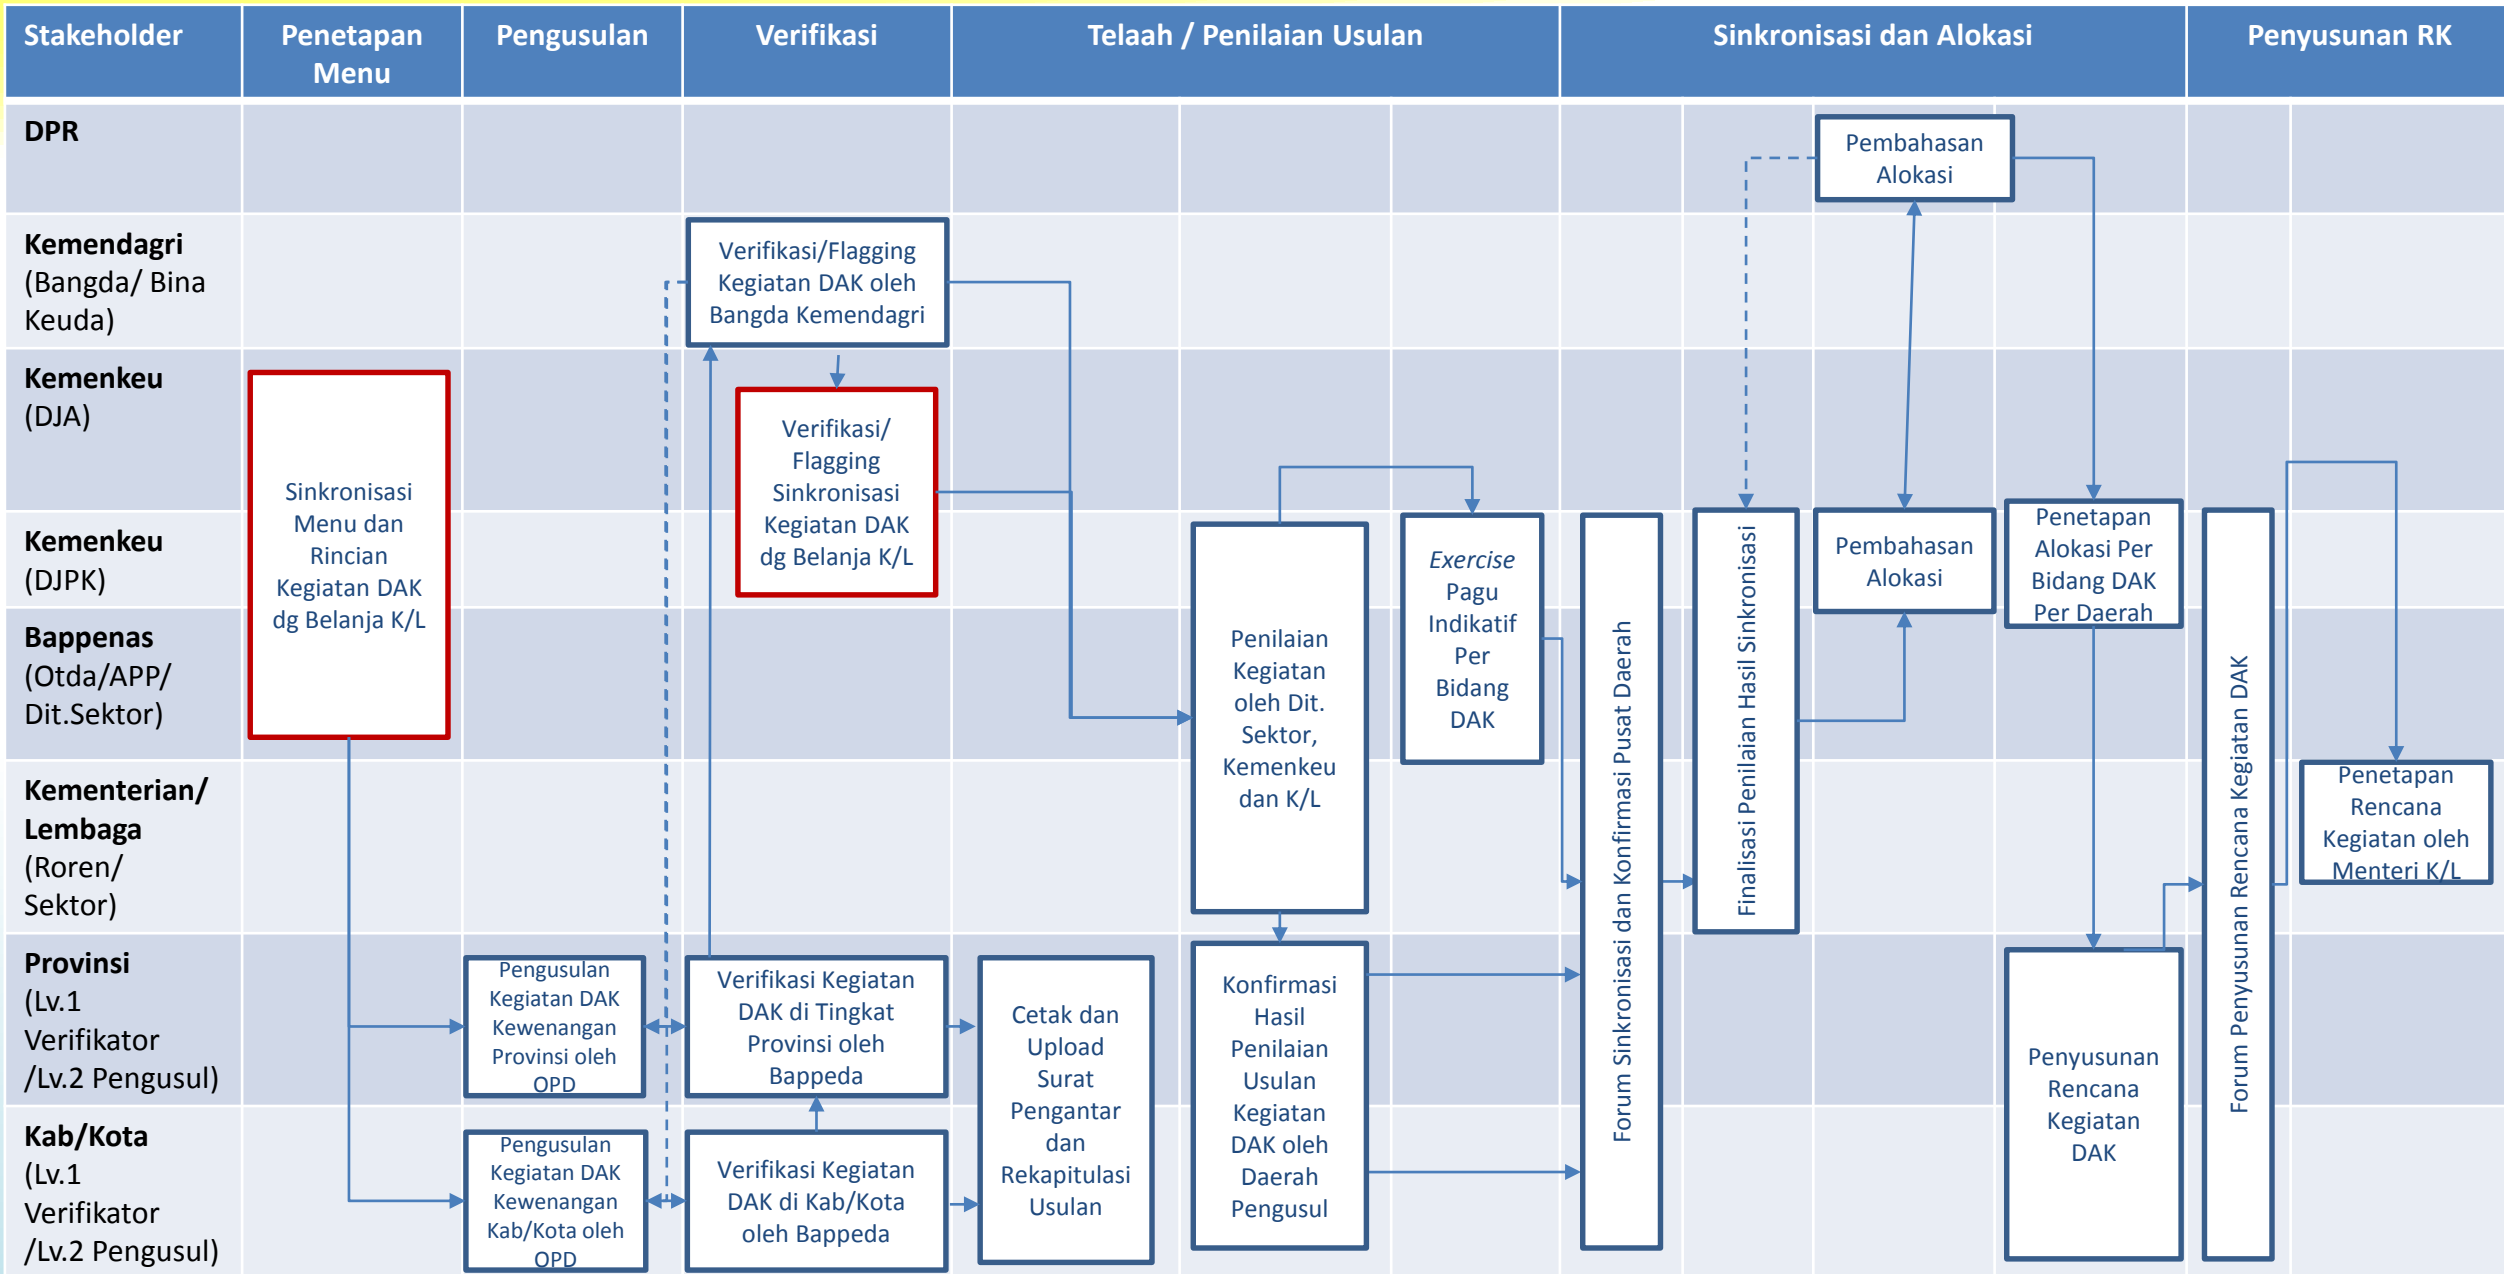 Stakeholder
Penetapan
Menu
Pengusulan
Verifikasi
Telaah / Penilaian Usulan
Sinkronisasi dan Alokasi
Penyusunan RK
DPR
Pembahasan
Alokasi
Kemendagri
(Bangda/ Bina
Keuda)
Verifikasi/Flagging
Kegiatan DAK oleh
Bangda Kemendagri
Kemenkeu
(DJA)
Sinkronisasi
Menu dan
Rincian
Kegiatan DAK
dg Belanja K/L
Verifikasi/
Flagging
Sinkronisasi
Kegiatan DAK
dg Belanja K/L
Kemenkeu
(DJPK)
Exercise
Pagu
Indikatif
Per
Bidang
DAK
Pembahasan
Alokasi
Penetapan
Alokasi Per
Bidang DAK
Per Daerah
Bappenas
(Otda/APP/
Dit.Sektor)
Penilaian
Kegiatan
oleh Dit.
Sektor,
Kemenkeu
dan K/L
Forum Sinkronisasi dan Konfirmasi Pusat Daerah
Finalisasi Penilaian Hasil Sinkronisasi
Forum Penyusunan Rencana Kegiatan DAK
Kementerian/
Lembaga
(Roren/
Sektor)
Penetapan
Rencana
Kegiatan oleh
Menteri K/L
Provinsi
(Lv.1
Verifikator
/Lv.2 Pengusul)
Pengusulan
Kegiatan DAK
Kewenangan
Provinsi oleh
OPD
Verifikasi Kegiatan
DAK di Tingkat
Provinsi oleh
Bappeda
Cetak dan
Upload
Surat
Pengantar
dan
Rekapitulasi
Usulan
Konfirmasi
Hasil
Penilaian
Usulan
Kegiatan
DAK oleh
Daerah
Pengusul
Penyusunan
Rencana
Kegiatan
DAK
Kab/Kota
(Lv.1
Verifikator
/Lv.2 Pengusul)
Pengusulan
Kegiatan DAK
Kewenangan
Kab/Kota oleh
OPD
Verifikasi Kegiatan
DAK di Kab/Kota
oleh Bappeda